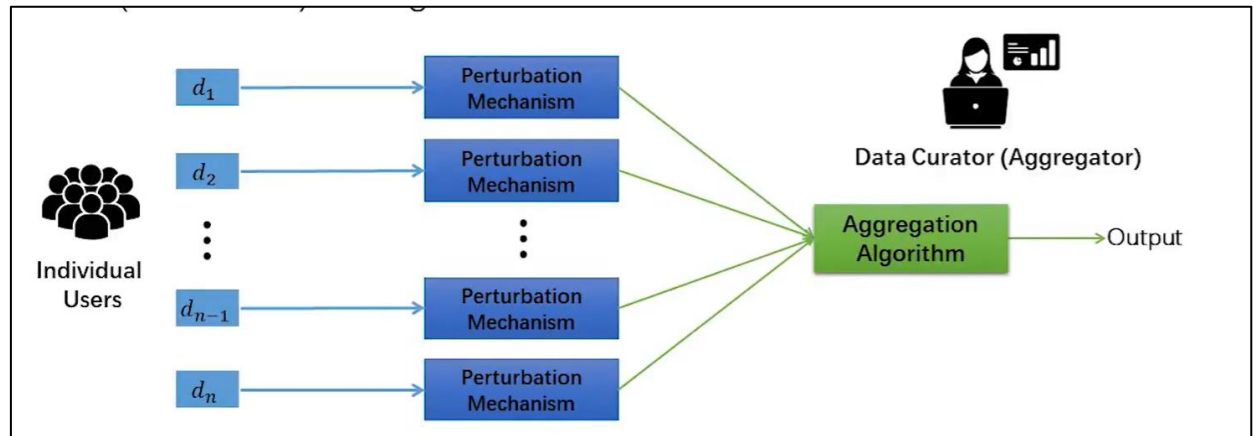 d₁
Perturbation
Mechanism
d₂
Perturbation
Mechanism
Data Curator (Aggregator)
Individual
Users
Aggregation
Algorithm
Output
dₙ₋₁
Perturbation
Mechanism
dₙ
Perturbation
Mechanism